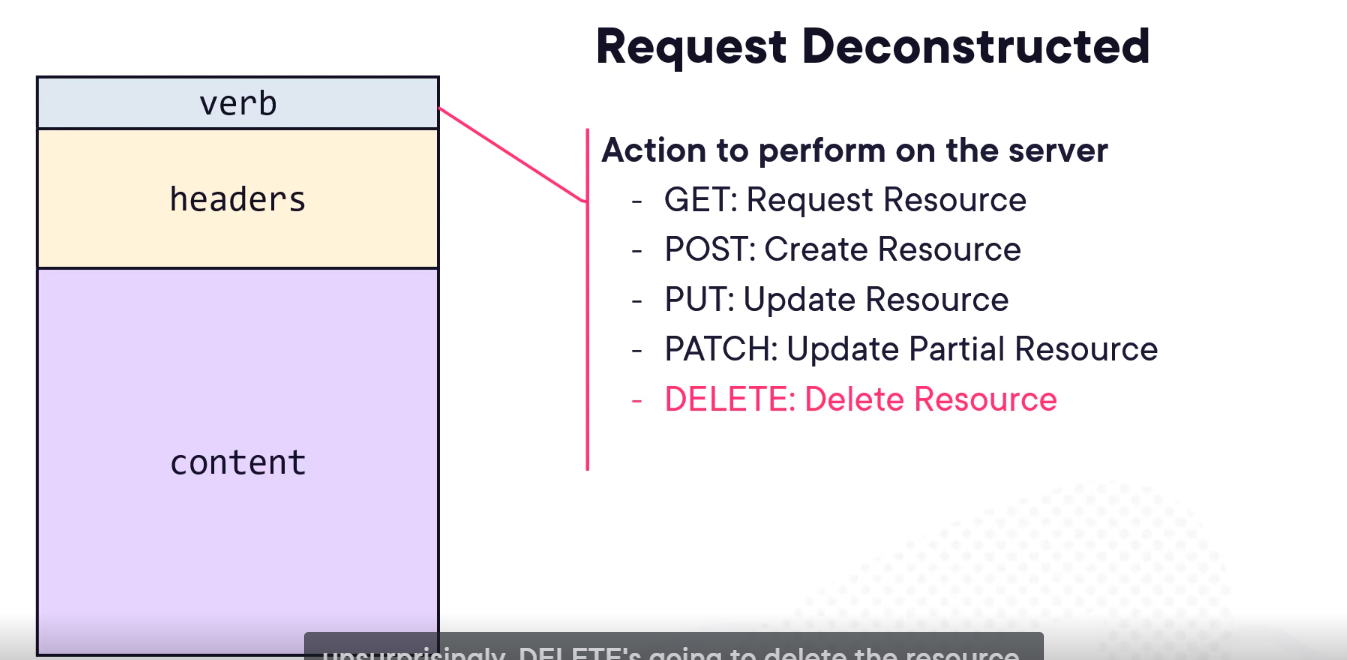 Request Deconstructed
verb
headers
content
Action to perform on the server
- GET: Request Resource
- POST: Create Resource
- PUT: Update Resource
- PATCH: Update Partial Resource
- DELETE: Delete Resource
unsurprisingly, DELETE's going to delete the resource